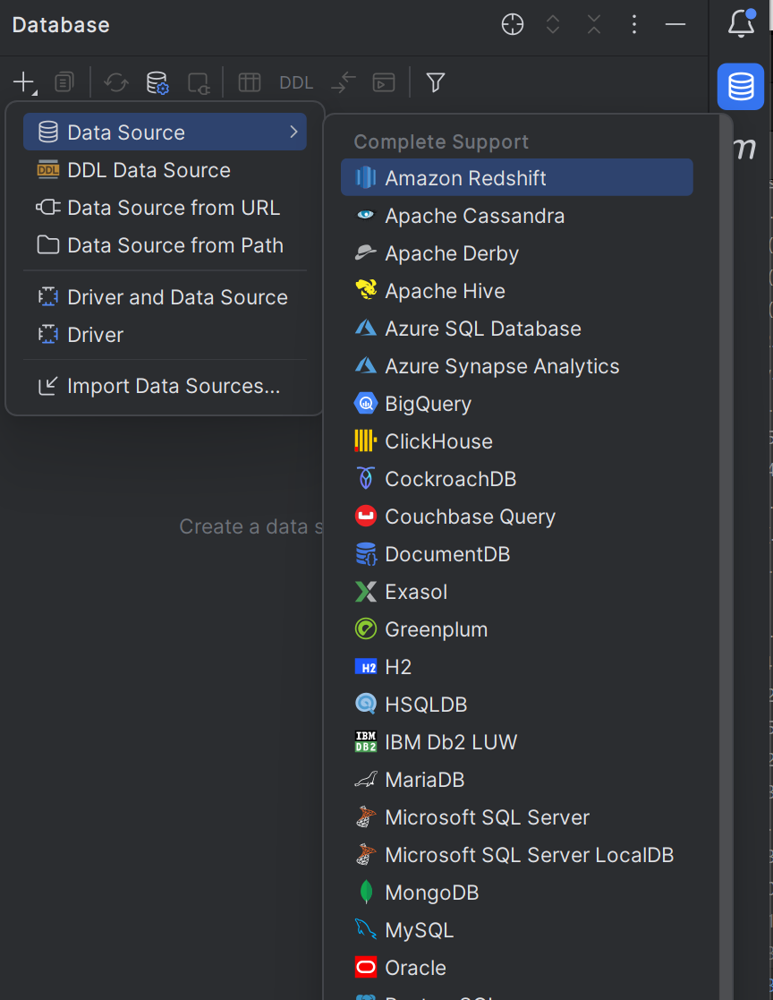 Database
DDL
Data Source
DDL Data Source
Data Source from URL
Data Source from Path
Driver and Data Source
Driver
Import Data Sources...
Create a data s
Complete Support
Amazon Redshift
Apache Cassandra
Apache Derby
Apache Hive
Azure SQL Database
Azure Synapse Analytics
BigQuery
ClickHouse
CockroachDB
Couchbase Query
DocumentDB
Exasol
Greenplum
H2 H2
HSQLDB
IBM DB2 IBM Db2 LUW
MariaDB
Microsoft SQL Server
Microsoft SQL Server LocalDB
MongoDB
MySQL
Oracle
m